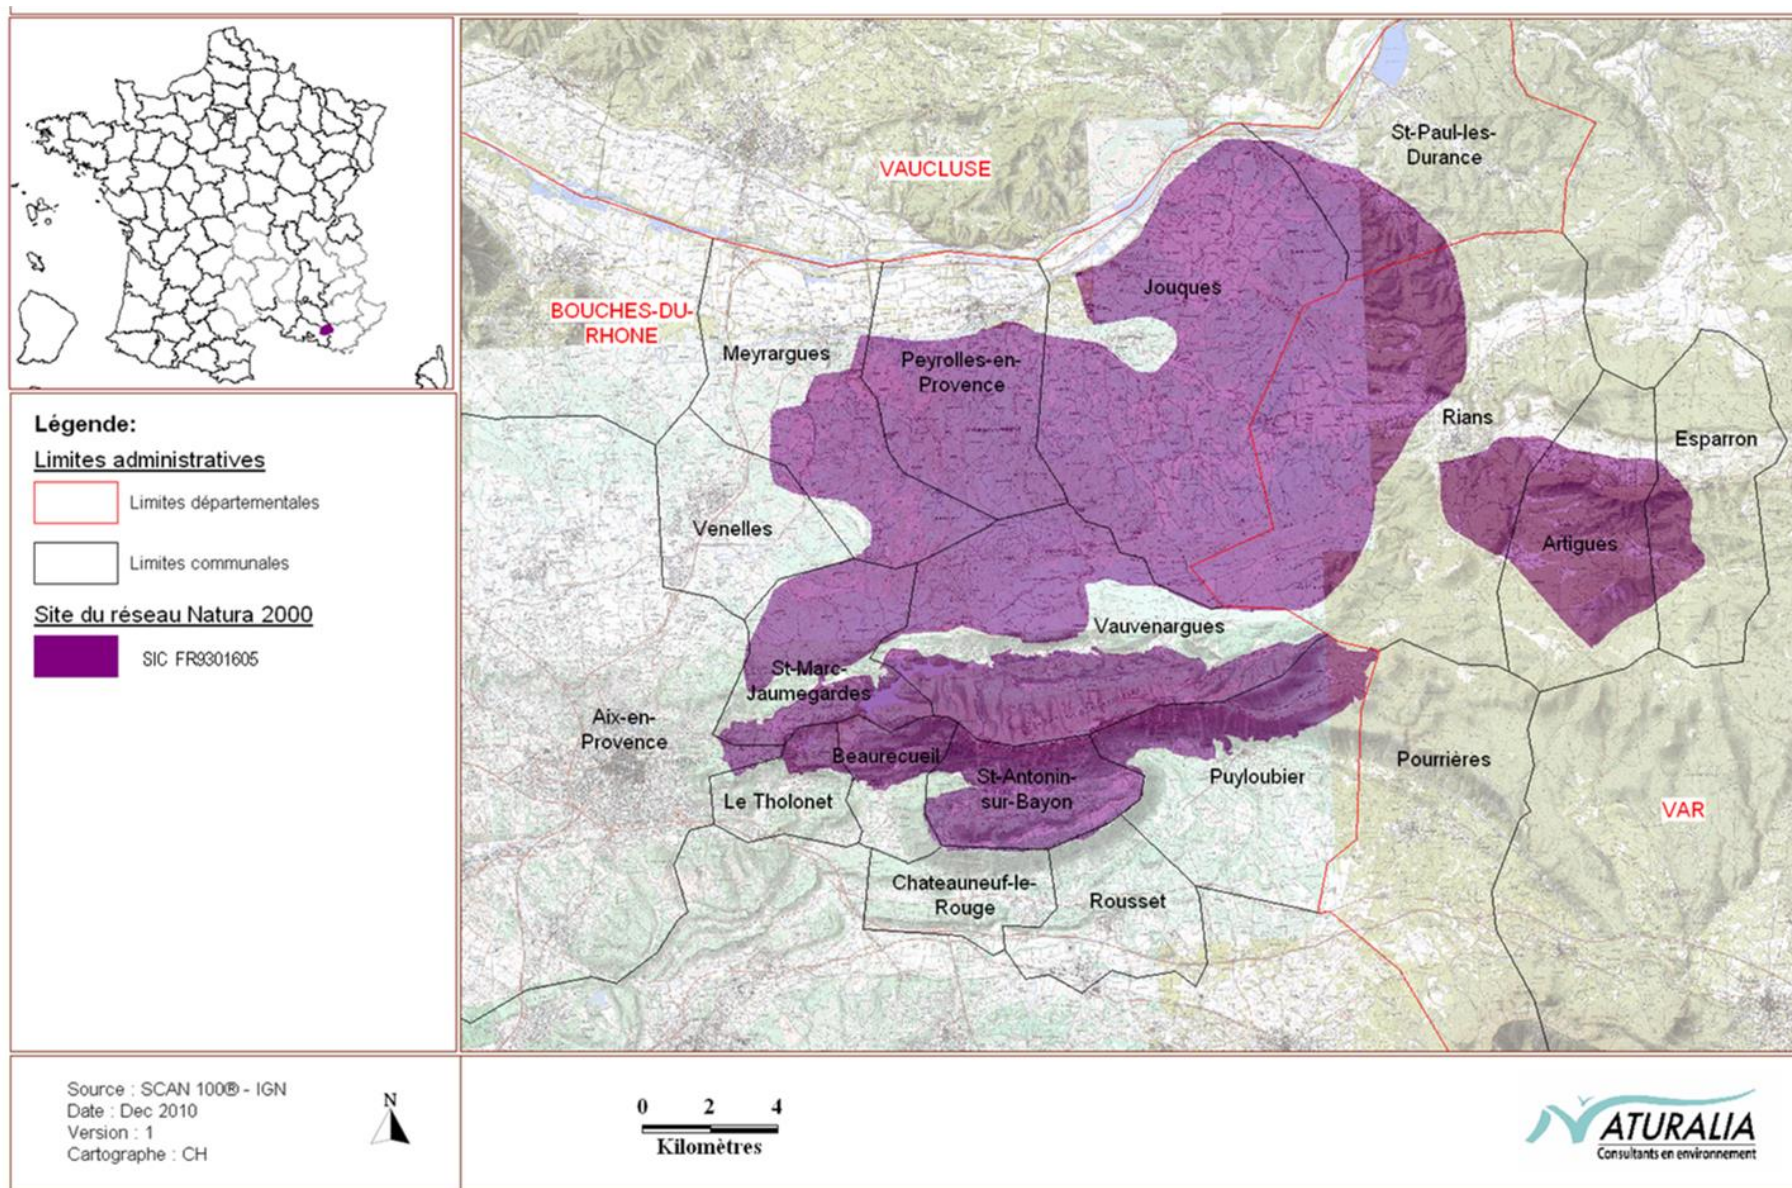 Légende:
Limites administratives
Limites départementales
Limites communales
Site du réseau Natura 2000
SIC FR9301605
VAUCLUSE
St-Paul-les-
Durance
BOUCHES-DU-
RHONE
Jouques
Meyrargues
Peyrolles-en-
Provence
Rians
Esparron
Venelles
Artigues
Vauvenargues
St-Marc-
Jaumegardes
Aix-en-
Provence
Beaurecueil
St-Antonin-
sur-Bayon
Puyloubier
Pourrières
Le Tholonet
VAR
Chateauneuf-le-
Rouge
Rousset
Source : SCAN 100® - IGN
Date : Dec 2010
Version : 1
Cartographe : CH
N
0 2 4
Kilomètres
NATURALIA
Consultants en environnement